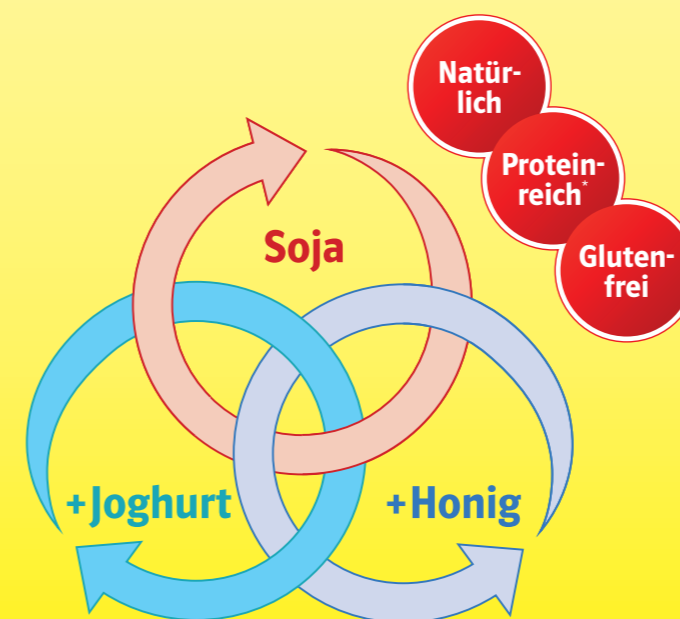 Natür-
lich
Protein-
reich*
Gluten-
frei
Soja
+Joghurt
+Honig